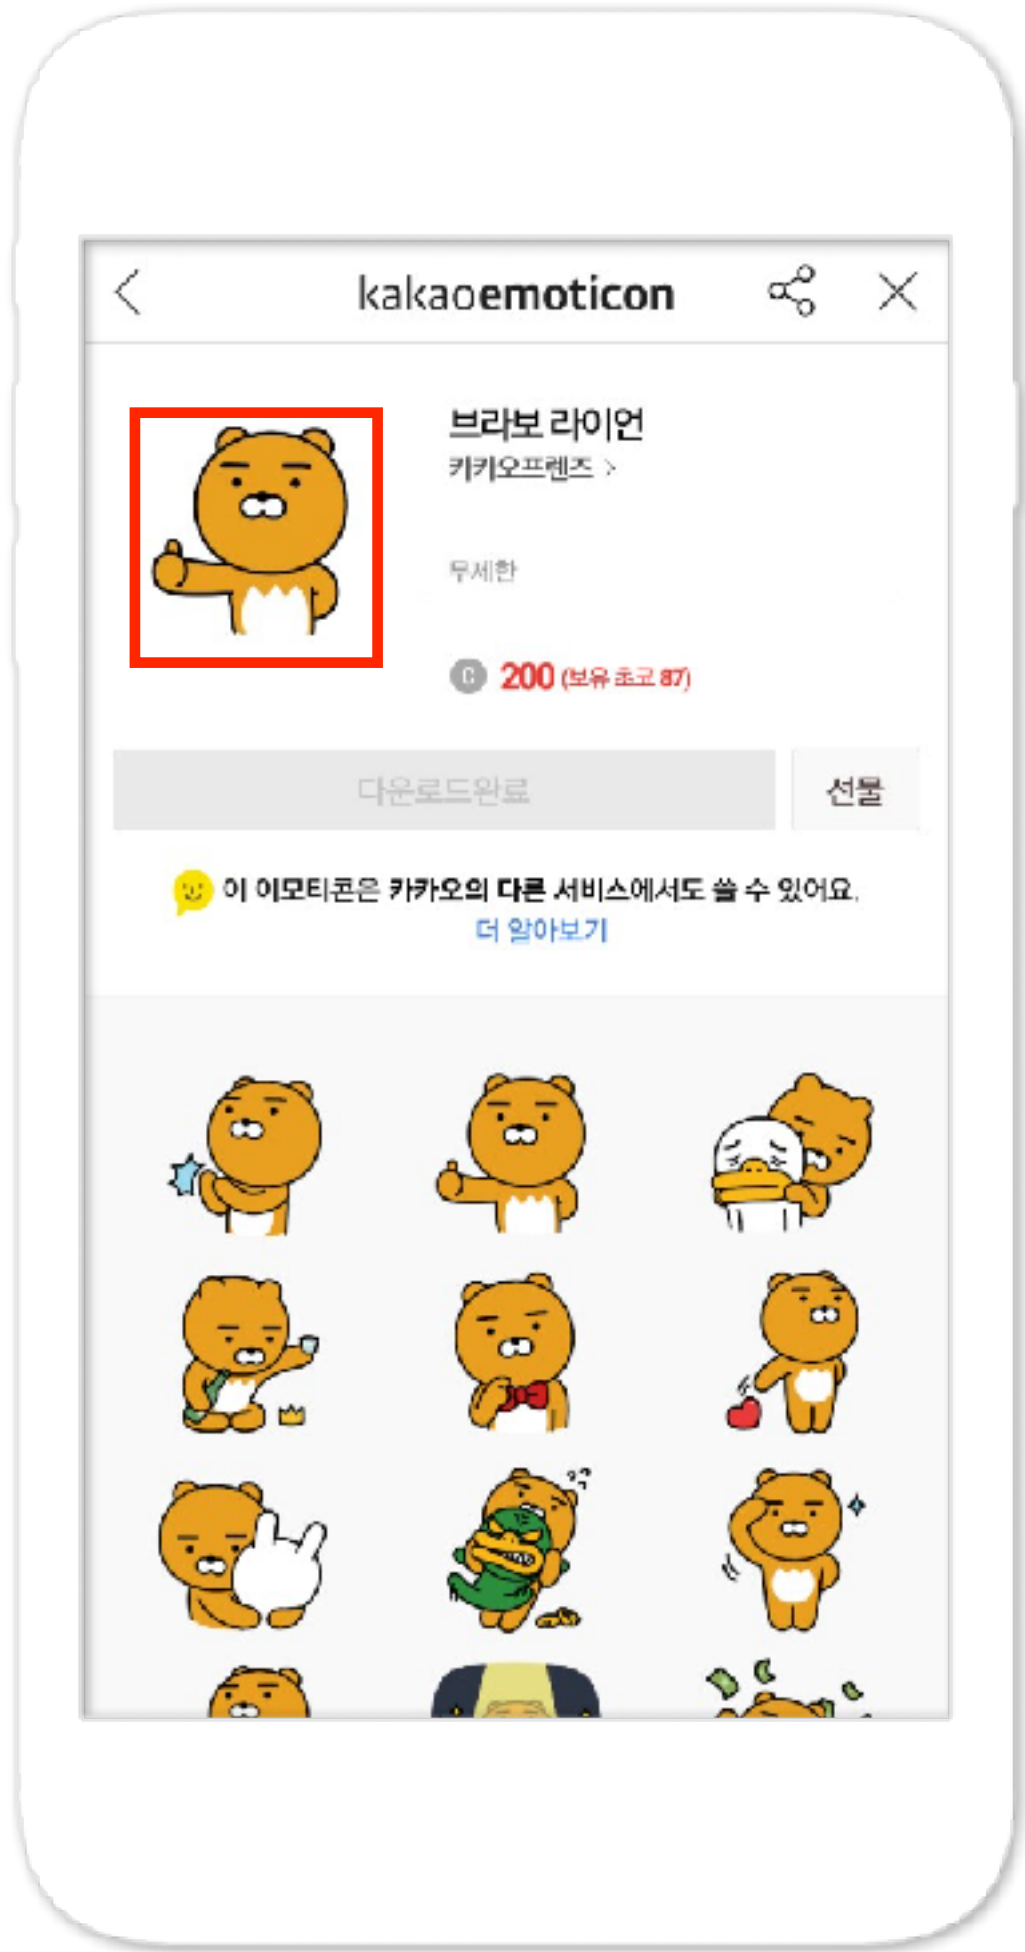 kakaoemoticon
브라보 라이언
카카오프렌즈 >
무제한
C 200 (보유 초코 87)
다운로드완료
선물
이 이모티콘은 카카오의 다른 서비스에서도 쓸 수 있어요.
더 알아보기